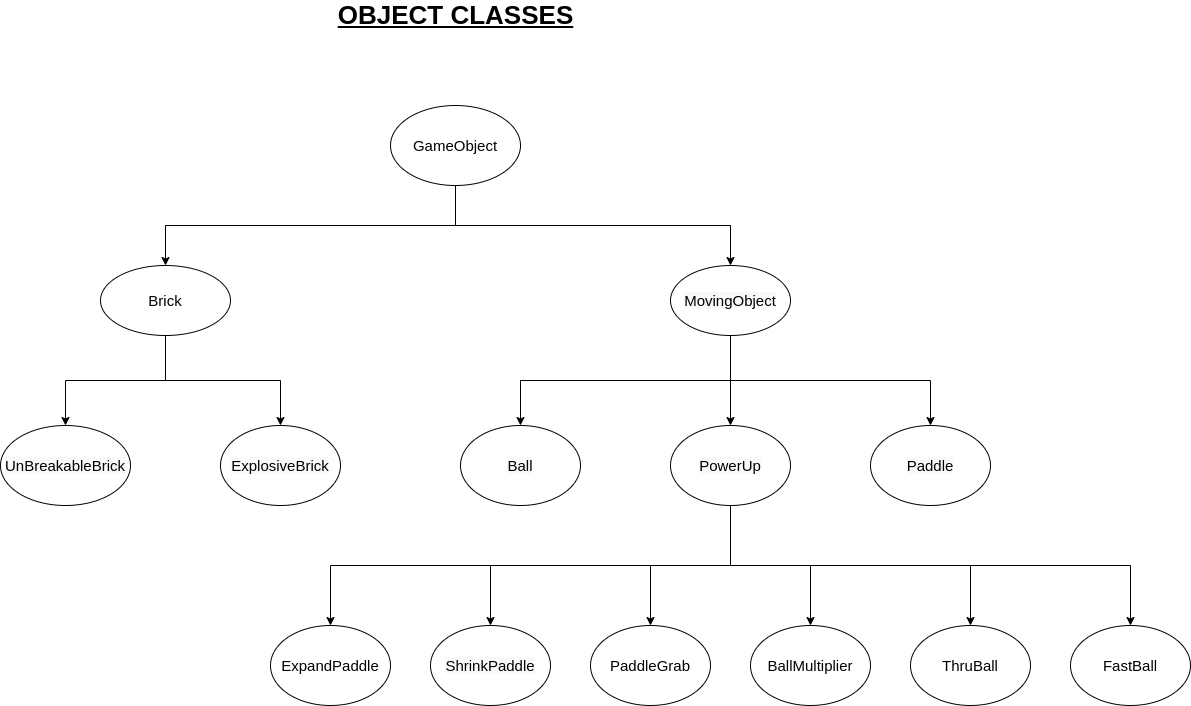 OBJECT CLASSES
GameObject
Brick
MovingObject
UnBreakableBrick
ExplosiveBrick
Ball
PowerUp
Paddle
ExpandPaddle
ShrinkPaddle
PaddleGrab
BallMultiplier
ThruBall
FastBall